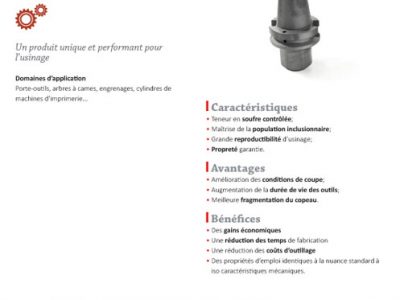 Un produit unique et performant pour
l'usinage
Domaines d'application
Porte-outils, arbres à cames, engrenages, cylindres de
machines d'imprimerie...
Caractéristiques
• Teneur en soufre contrôlée;
• Maîtrise de la population inclusionnaire;
• Grande reproductibilité d'usinage;
• Propreté garantie.
Avantages
• Amélioration des conditions de coupe;
• Augmentation de la durée de vie des outils;
• Meilleure fragmentation du copeau.
Bénéfices
• Des gains économiques
• Une réduction des temps de fabrication
• Une réduction des coûts d'outillage
• Des propriétés d'emploi identiques à la nuance standard à
iso caractéristiques mécaniques.